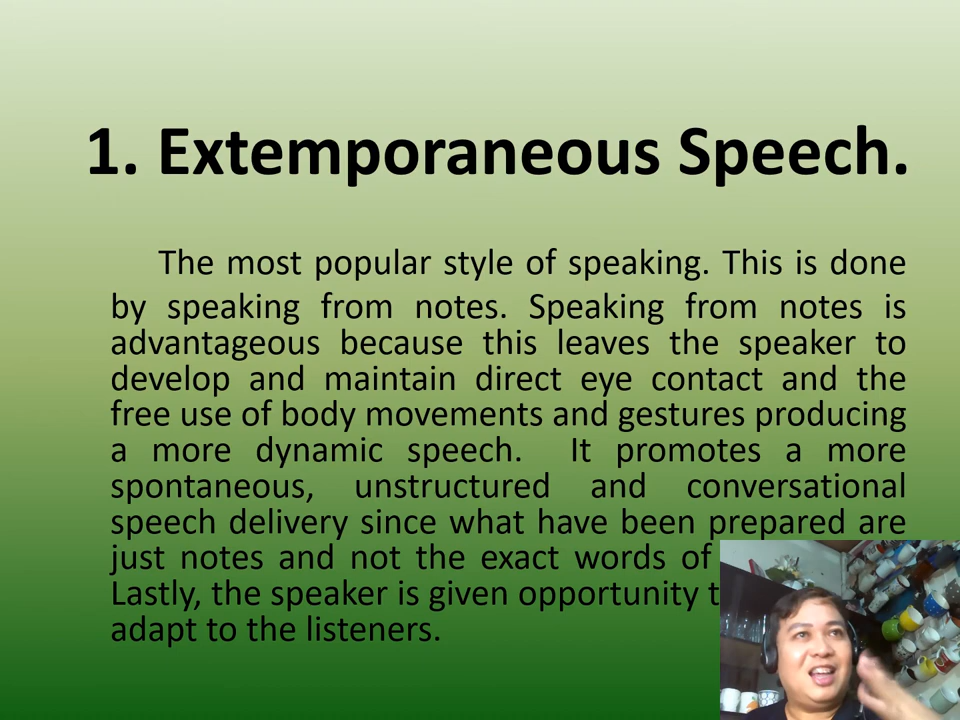 1. Extemporaneous Speech.
The most popular style of speaking. This is done
by speaking from notes. Speaking from notes is
advantageous because this leaves the speaker to
develop and maintain direct eye contact and the
free use of body movements and gestures producing
a more dynamic speech. It promotes a more
spontaneous, unstructured and conversational
speech delivery since what have been prepared are
just notes and not the exact words of
Lastly, the speaker is given opportunity
adapt to the listeners.